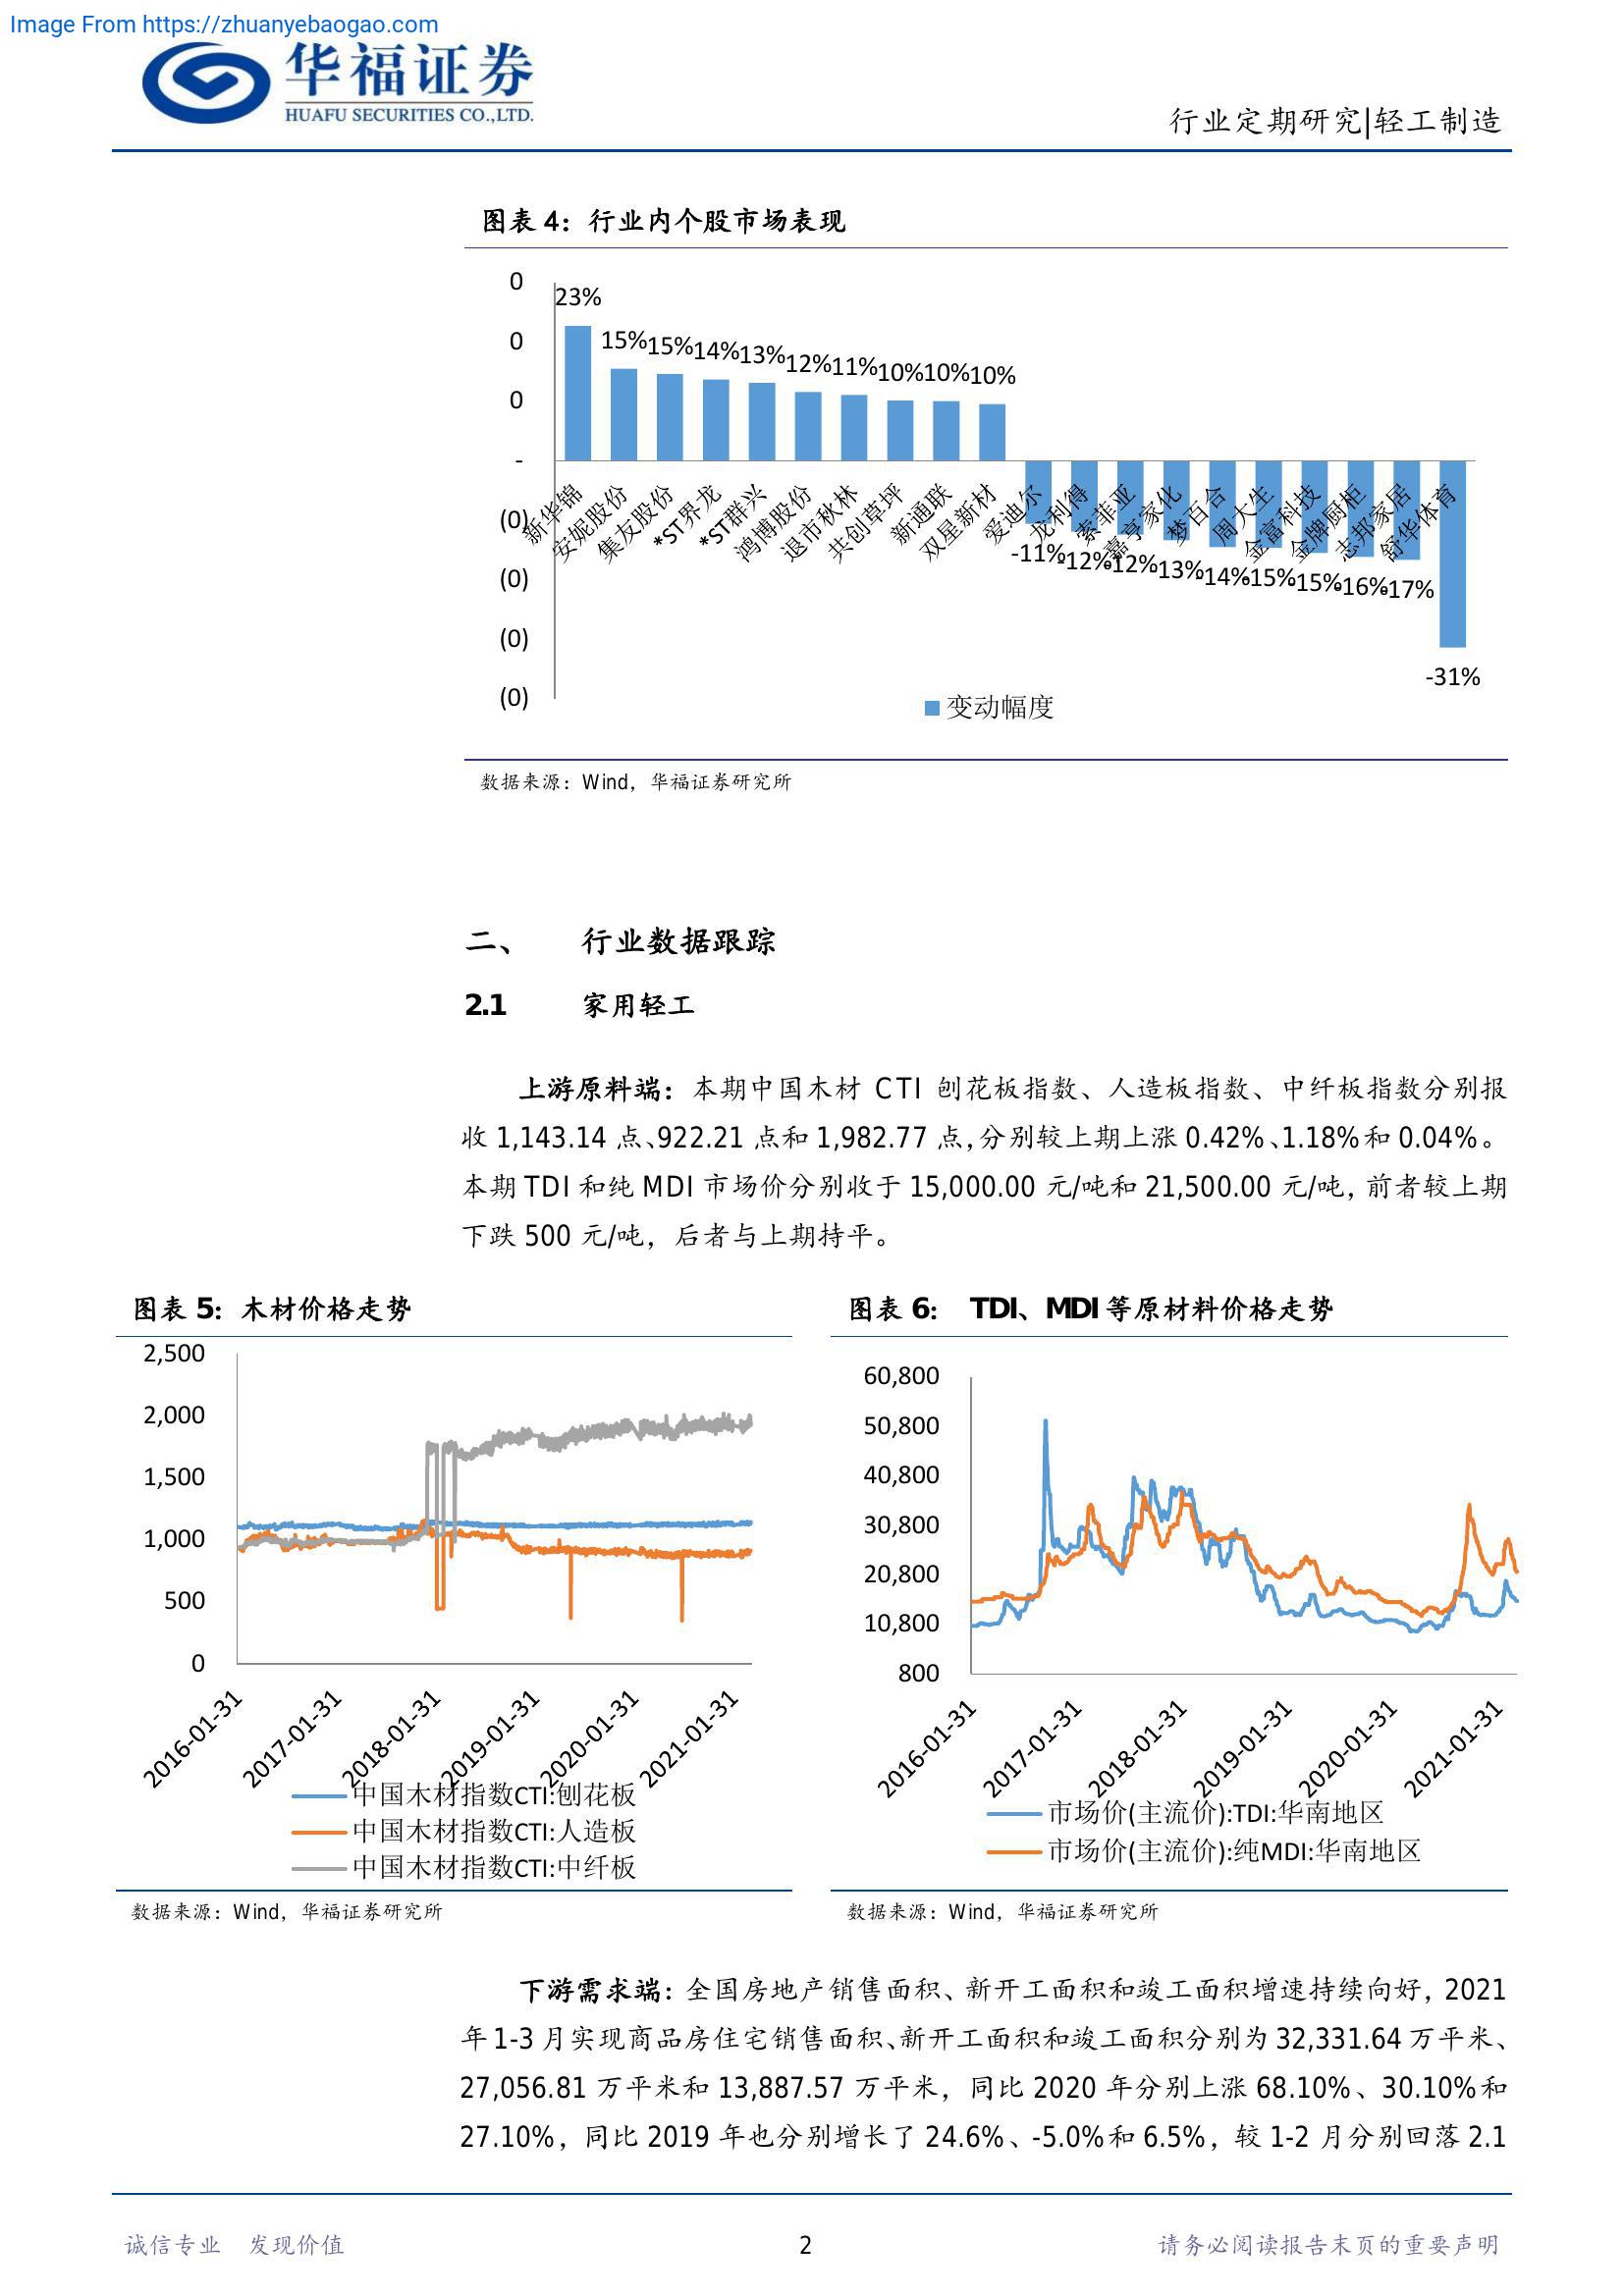 Image From https://zhuanyebaogao.com
华福证券
HUAFU SECURITIES CO.,LTD.
行业定期研究|轻工制造
图表 4：行业内个股市场表现
0
0
0
-
(0)
(0)
(0)
(0)
23%
15%
15%
14%
13%
12%
11%
10%
10%
10%
新华锦
安妮股份
集友股份
*ST界龙
*ST群兴
鸿博股份
退市秋林
共创草坪
新通联
双星新材
爱迪尔
龙利得
索菲亚
嘉亨家化
梦百合
周大生
金富科技
金牌厨柜
志邦家居
舒华体育
-11%
-12%
-12%
-13%
-14%
-15%
-15%
-16%
-17%
-31%
变动幅度
数据来源：Wind，华福证券研究所
二、 行业数据跟踪
2.1 家用轻工
上游原料端：本期中国木材 CTI 刨花板指数、人造板指数、中纤板指数分别报
收 1,143.14 点、922.21 点和 1,982.77 点，分别较上期上涨 0.42%、1.18%和 0.04%。
本期 TDI 和纯 MDI 市场价分别收于 15,000.00 元/吨和 21,500.00 元/吨，前者较上期
下跌 500 元/吨，后者与上期持平。
图表 5：木材价格走势
2,500
2,000
1,500
1,000
500
0
2016-01-31
2017-01-31
2018-01-31
2019-01-31
2020-01-31
2021-01-31
中国木材指数CTI:刨花板
中国木材指数CTI:人造板
中国木材指数CTI:中纤板
数据来源：Wind，华福证券研究所
图表 6： TDI、MDI 等原材料价格走势
60,800
50,800
40,800
30,800
20,800
10,800
800
2016-01-31
2017-01-31
2018-01-31
2019-01-31
2020-01-31
2021-01-31
市场价(主流价):TDI:华南地区
市场价(主流价):纯MDI:华南地区
数据来源：Wind，华福证券研究所
下游需求端：全国房地产销售面积、新开工面积和竣工面积增速持续向好，2021
年 1-3 月实现商品房住宅销售面积、新开工面积和竣工面积分别为 32,331.64 万平米、
27,056.81 万平米和 13,887.57 万平米，同比 2020 年分别上涨 68.10%、30.10%和
27.10%，同比 2019 年也分别增长了 24.6%、-5.0%和 6.5%，较 1-2 月分别回落 2.1
诚信专业 发现价值
2
请务必阅读报告末页的重要声明